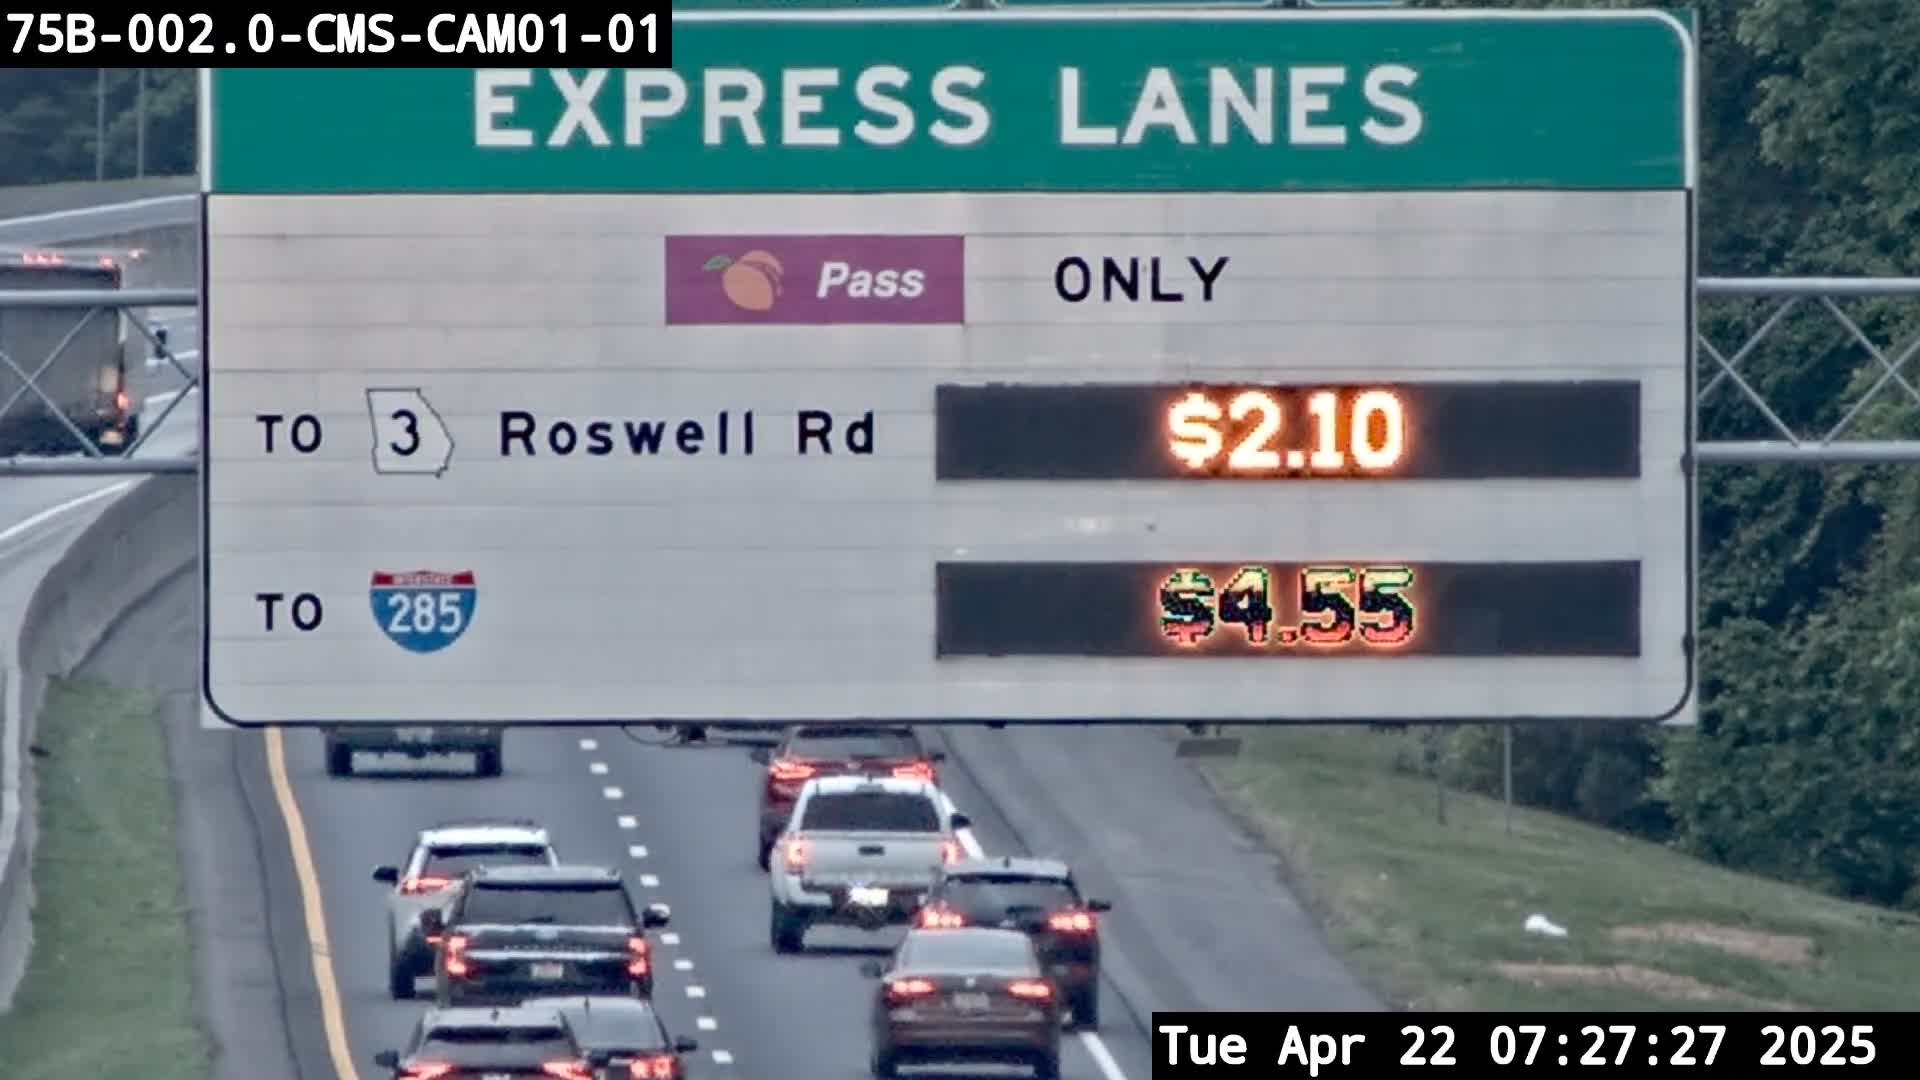 75B-002.0-CMS-CAM01-01
EXPRESS LANES
Pass ONLY
TO 3 Roswell Rd $2.10
TO INTERSTATE 285 $4.55
Tue Apr 22 07:27:27 2025